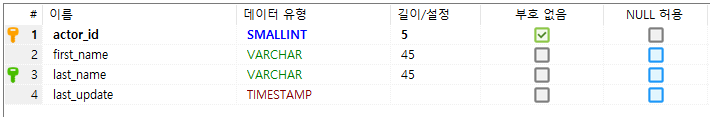 # 이름 데이터 유형 길이/설정 부호 없음 NULL 허용
1 actor_id SMALLINT 5
2 first_name VARCHAR 45
3 last_name VARCHAR 45
4 last_update TIMESTAMP